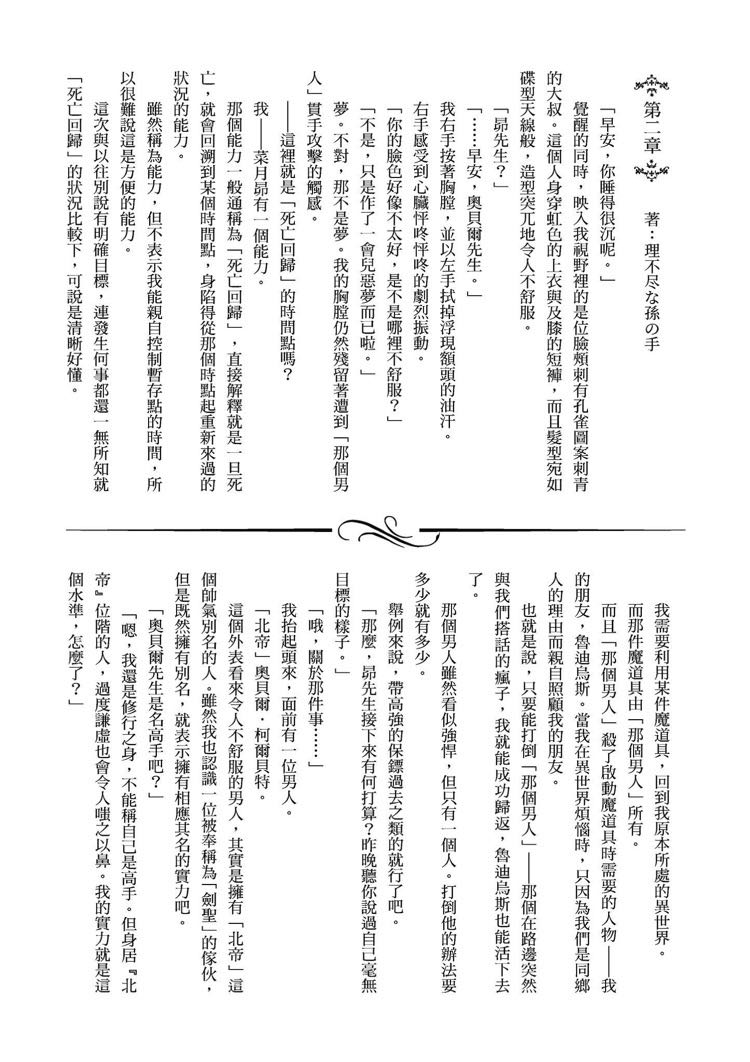 第二章　著：理不尽な孫の手
「早安，你睡得很沉呢。」
覺醒的同時，映入我視野裡的是位臉頰刺有孔雀圖案刺青
的大叔。這個人身穿虹色的上衣與及膝的短褲，而且髮型宛如
碟型天線般，造型突兀地令人不舒服。
「昴先生？」
「……早安，奧貝爾先生。」
我右手按著胸膛，並以左手拭掉浮現額頭的油汗。
右手感受到心臟怦咚怦咚的劇烈振動。
「你的臉色好像不太好，是不是哪裡不舒服？」
「不是，只是作了一會兒惡夢而已啦。」
夢。不對，那不是夢。我的胸膛仍然殘留著遭到「那個男
人」貫手攻擊的觸感。
——這裡就是「死亡回歸」的時間點嗎？
我——菜月昴有一個能力。
那個能力一般通稱為「死亡回歸」，直接解釋就是一旦死
亡，就會回溯到某個時間點，身陷得從那個時點起重新來過的
狀況的能力。
雖然稱為能力，但不表示我能親自控制暫存點的時間，所
以很難說這是方便的能力。
這次與以往別說有明確目標，連發生何事都還一無所知就
「死亡回歸」的狀況比較下，可說是清晰好懂。
我需要利用某件魔道具，回到我原本所處的異世界。
而那件魔道具由「那個男人」所有。
而且「那個男人」殺了啟動魔道具時需要的人物——我
的朋友，魯迪烏斯。當我在異世界煩惱時，只因為我們是同鄉
人的理由而親自照顧我的朋友。
也就是說，只要能打倒「那個男人」——那個在路邊突然
與我們搭話的瘋子，我就能成功歸返，魯迪烏斯也能活下去
了。
那個男人雖然看似強悍，但只有一個人。打倒他的辦法要
多少就有多少。
舉例來說，帶高強的保鏢過去之類的就行了吧。
「那麼，昴先生接下來有何打算？昨晚聽你說過自己毫無
目標的樣子。」
「哦，關於那件事……」
我抬起頭來，面前有一位男人。
「北帝」奧貝爾·柯爾貝特。
這個外表看來令人不舒服的男人，其實是擁有「北帝」這
個帥氣別名的人。雖然我也認識一位被奉稱為「劍聖」的傢伙，
但是既然擁有別名，就表示擁有相應其名的實力吧。
「奧貝爾先生是名高手吧？」
「嗯，我還是修行之身，不能稱自己是高手。但身居『北
帝』位階的人，過度謙虛也會令人嗤之以鼻。我的實力就是這
個水準，怎麼了？」